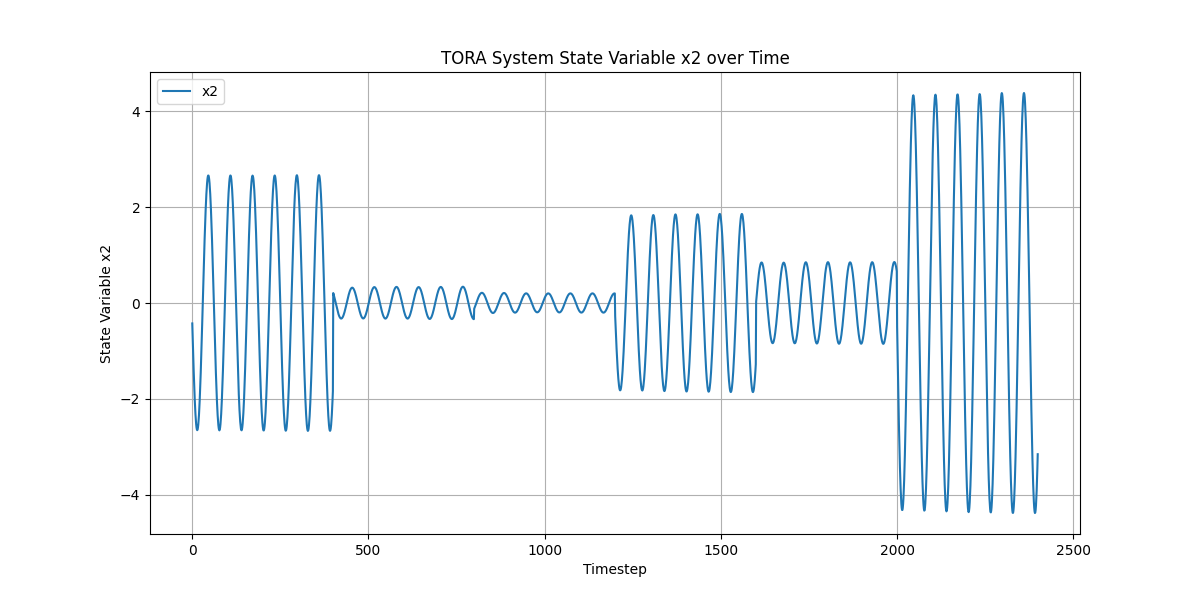 TORA System State Variable x2 over Time
x2
State Variable x2
4
2
0
−2
−4
0
500
1000
1500
2000
2500
Timestep